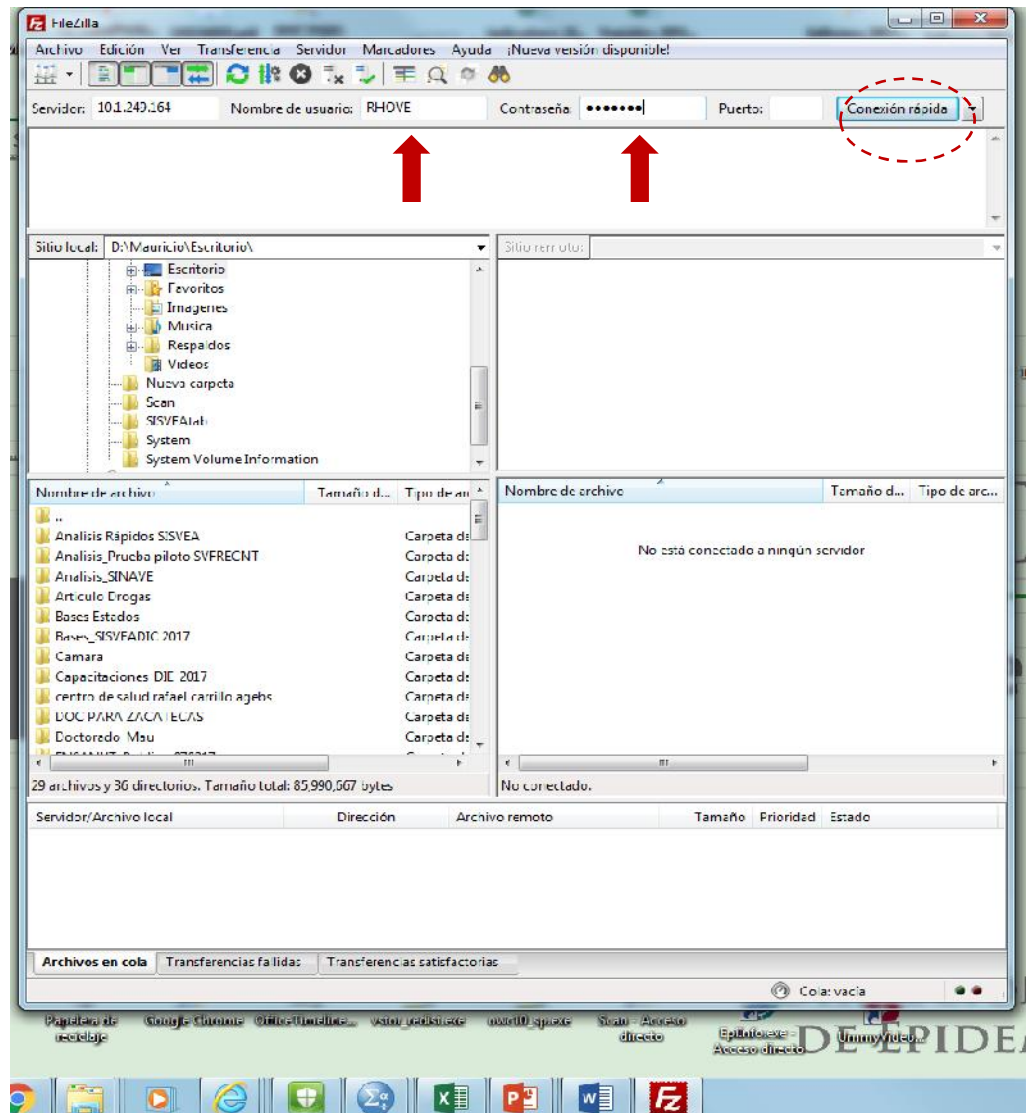 FileZilla
Archivo Edición Ver Transferencia Servidor Marcadores Ayuda ¡Nueva versión disponible!
Servidor: 10.1.249.164 Nombre de usuario: RHOVE Contraseña: ●●●●●●● Puerto: Conexión rápida
Sitio local: D:\Mauricio\Escritorio\ Sitio remoto:
Escritorio
Favoritos
Imagenes
Musica
Respaldos
Videos
Nueva carpeta
Scan
SISVEAlab
System
System Volume Information
Nombre de archivo Tamaño d... Tipo de ar Nombre de archivo Tamaño d... Tipo de arc...
..
Analisis Rápidos SISVEA Carpeta de
Analisis_Prueba piloto SVERECNT Carpeta de
Analisis_SINAVE Carpeta de
Articulo Drogas Carpeta de
Bases Estados Carpeta de
Bases_SISVEADIC 2017 Carpeta de
Camara Carpeta de
Capacitaciones DIE 2017 Carpeta de
centro de salud rafael carrillo agebs Carpeta de
DOC PARA ZACATECAS Carpeta de
Doctorado Mau Carpeta de
No está conectado a ningún servidor
29 archivos y 36 directorios. Tamaño total: 85,990,667 bytes No conectado.
Servidor/Archivo local Dirección Archivo remoto Tamaño Prioridad Estado
Archivos en cola Transferencias fallidas Transferencias satisfactorias
Cola: vacía
Papelera de reciclaje
Google Chrome
Scan - Acceso directo
Acceso directo
DE EPIDE